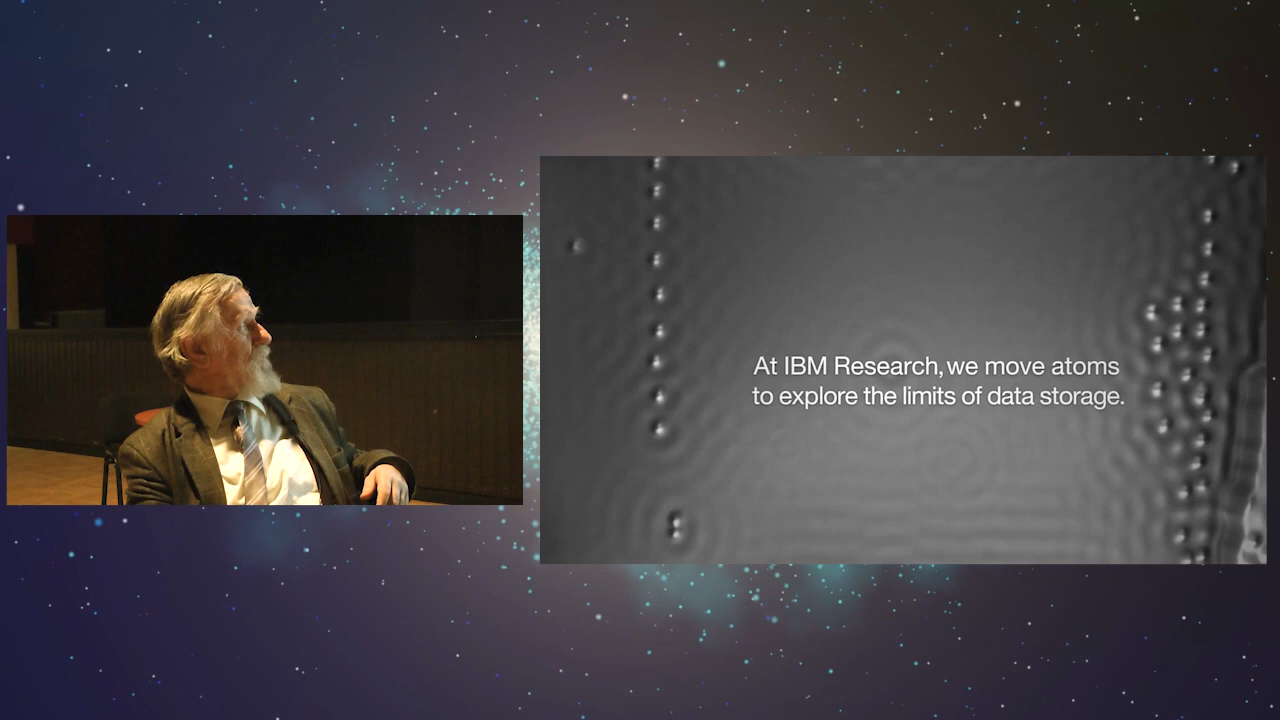 At IBM Research, we move atoms
to explore the limits of data storage.